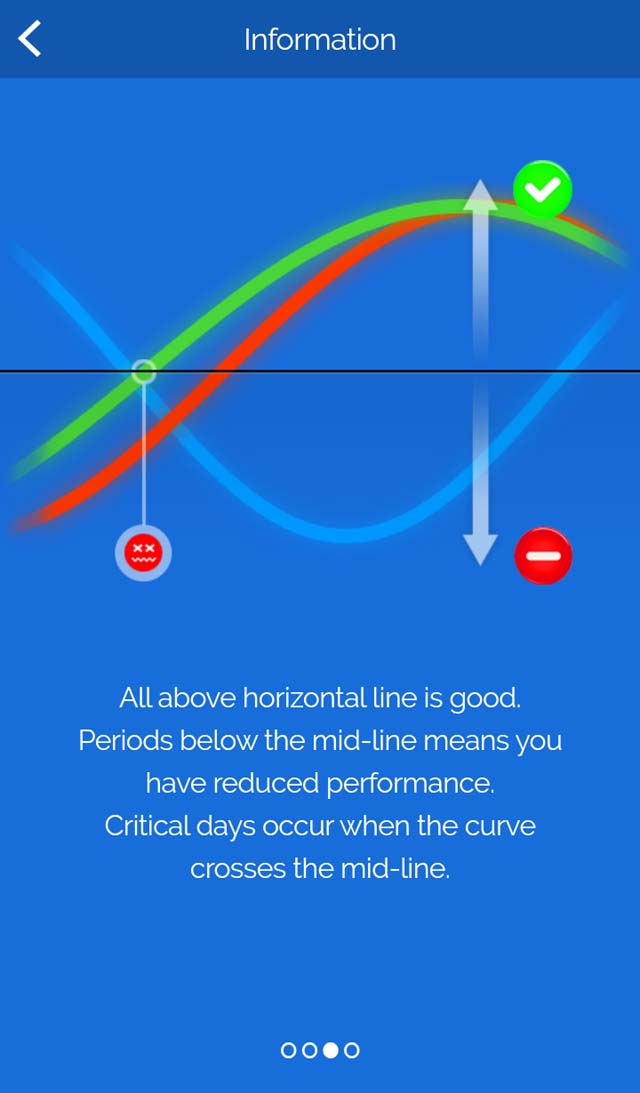 Information
All above horizontal line is good.
Periods below the mid-line means you
have reduced performance.
Critical days occur when the curve
crosses the mid-line.